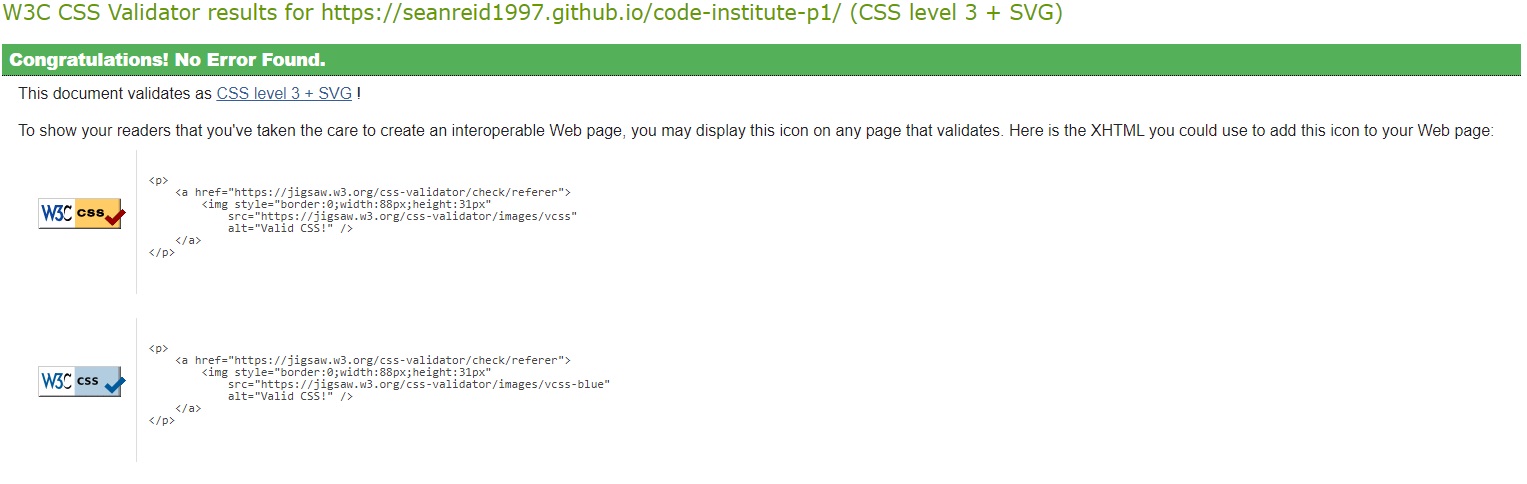 W3C CSS Validator results for https://seanreid1997.github.io/code-institute-p1/ (CSS level 3 + SVG)
Congratulations! No Error Found.
This document validates as CSS level 3 + SVG !
To show your readers that you've taken the care to create an interoperable Web page, you may display this icon on any page that validates. Here is the XHTML you could use to add this icon to your Web page:
W3C css
<p>
<a href="https://jigsaw.w3.org/css-validator/check/referer">
<img style="border:0;width:88px;height:31px"
src="https://jigsaw.w3.org/css-validator/images/vcss"
alt="Valid CSS!" />
</a>
</p>
W3C css
<p>
<a href="https://jigsaw.w3.org/css-validator/check/referer">
<img style="border:0;width:88px;height:31px"
src="https://jigsaw.w3.org/css-validator/images/vcss-blue"
alt="Valid CSS!" />
</a>
</p>